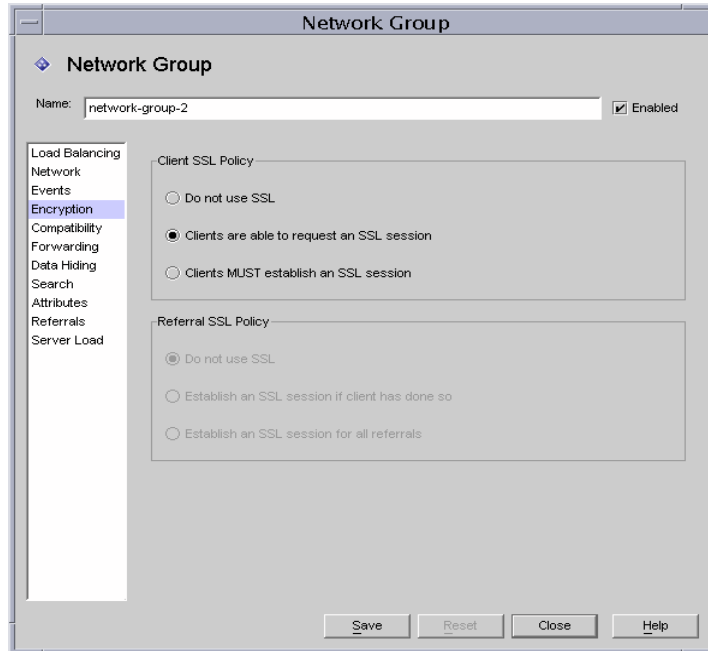 Network Group
Network Group
Name: network-group-2 Enabled
Load Balancing
Network
Events
Encryption
Compatibility
Forwarding
Data Hiding
Search
Attributes
Referrals
Server Load
Client SSL Policy
Do not use SSL
Clients are able to request an SSL session
Clients MUST establish an SSL session
Referral SSL Policy
Do not use SSL
Establish an SSL session if client has done so
Establish an SSL session for all referrals
Save Reset Close Help